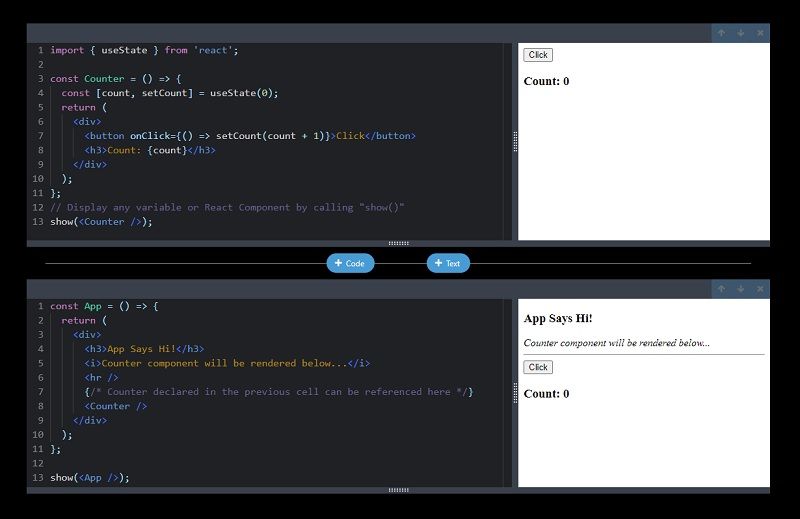 1 import { useState } from 'react';
2
3 const Counter = () => {
4   const [count, setCount] = useState(0);
5   return (
6     <div>
7       <button onClick={() => setCount(count + 1)}>Click</button>
8       <h3>Count: {count}</h3>
9     </div>
10   );
11 };
12 // Display any variable or React Component by calling "show()"
13 show(<Counter />);
Click
Count: 0
+ Code
+ Text
1 const App = () => {
2   return (
3     <div>
4       <h3>App Says Hi!</h3>
5       <i>Counter component will be rendered below...</i>
6       <hr />
7       {/* Counter declared in the previous cell can be referenced here */}
8       <Counter />
9     </div>
10   );
11 };
12
13 show(<App />);
App Says Hi!
Counter component will be rendered below...
Click
Count: 0